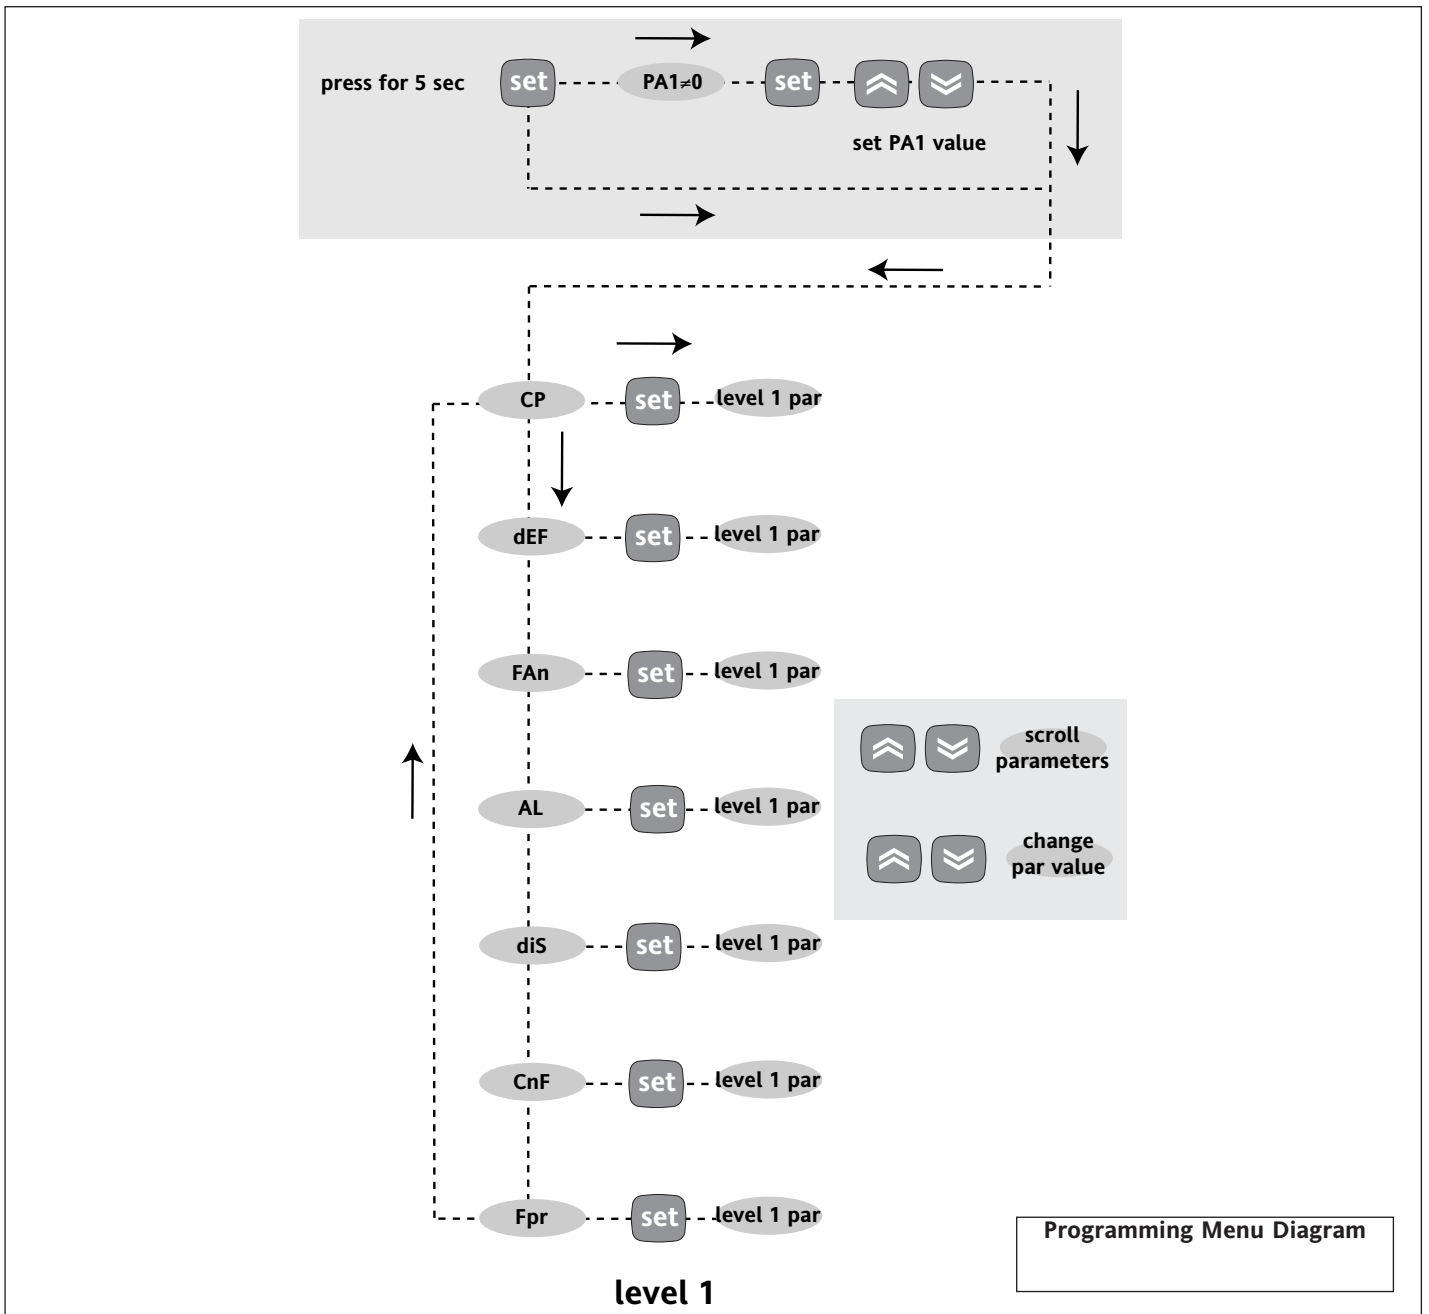 press for 5 sec set PA1≠0 set
set PA1 value
CP set level 1 par
dEF set level 1 par
FAn set level 1 par
scroll
parameters
AL set level 1 par
change
par value
diS set level 1 par
CnF set level 1 par
Fpr set level 1 par
Programming Menu Diagram
level 1